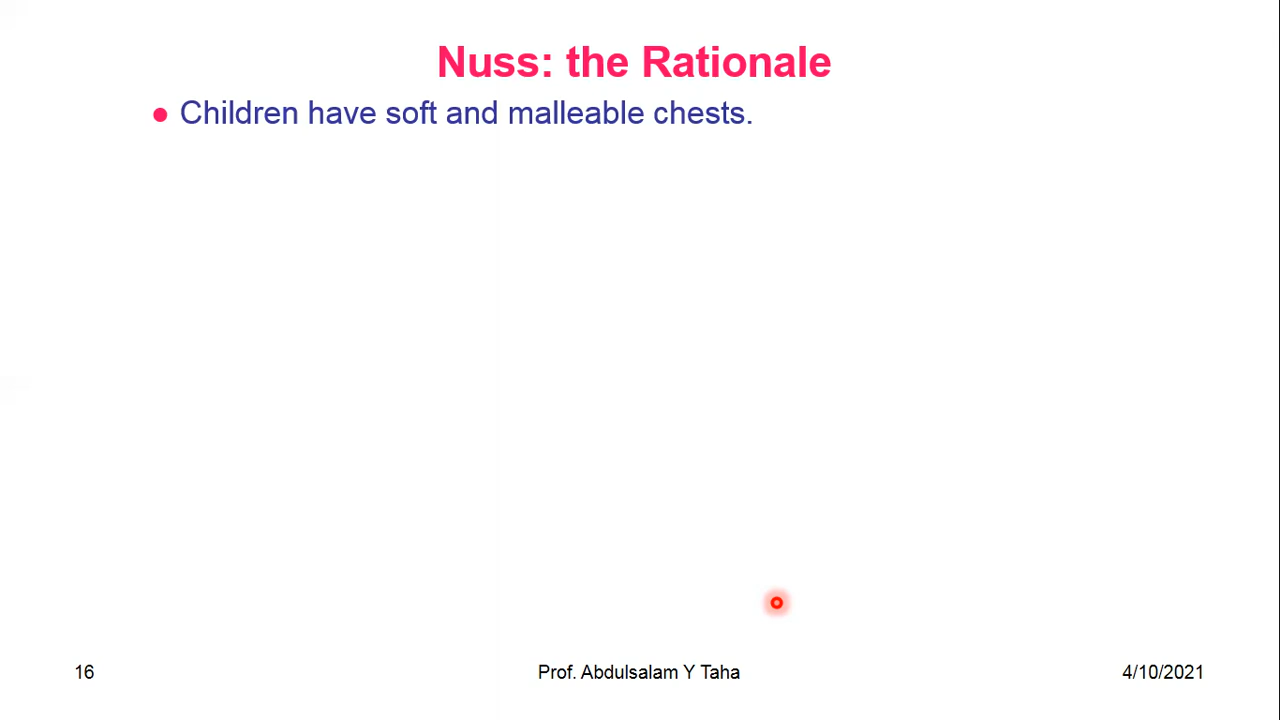 Nuss: the Rationale
● Children have soft and malleable chests.
16
Prof. Abdulsalam Y Taha
4/10/2021